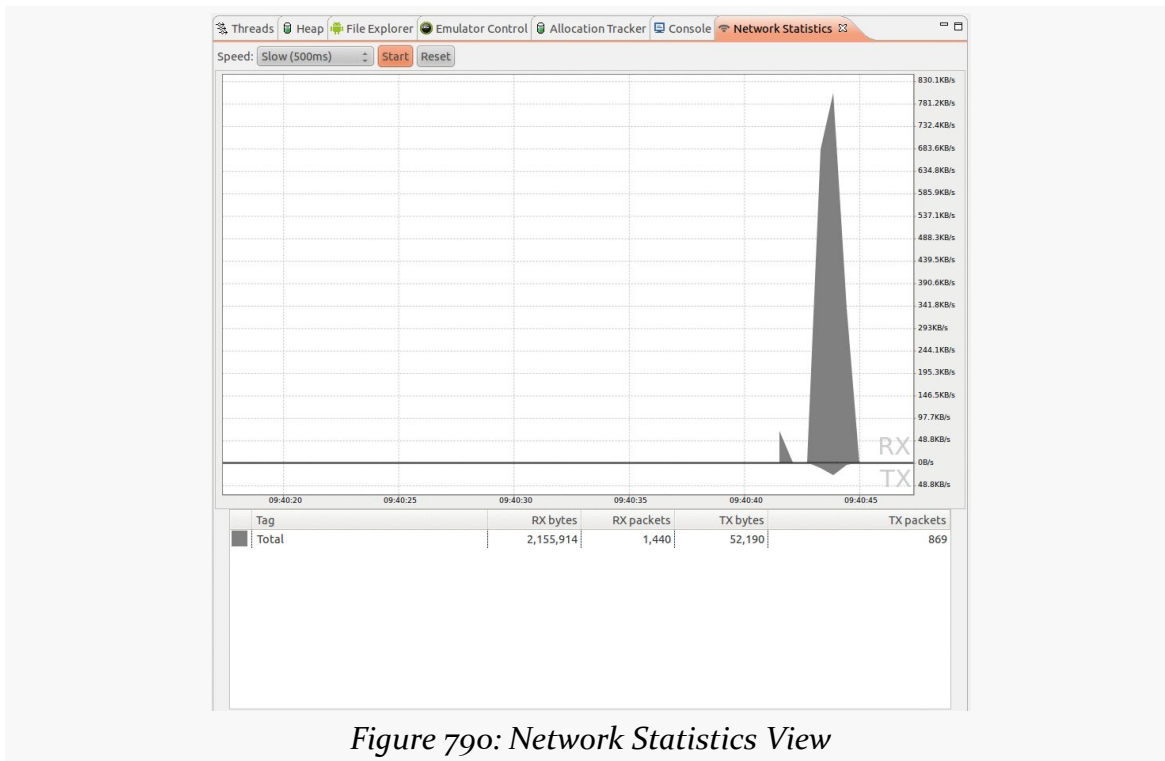 Threads Heap File Explorer Emulator Control Allocation Tracker Console Network Statistics
Speed: Slow (500ms) Start Reset
830.1KB/s
781.2KB/s
732.4KB/s
683.6KB/s
634.8KB/s
585.9KB/s
537.1KB/s
488.3KB/s
439.5KB/s
390.6KB/s
341.8KB/s
293KB/s
244.1KB/s
195.3KB/s
146.5KB/s
97.7KB/s
48.8KB/s
RX
0B/s
TX
48.8KB/s
09:40:20 09:40:25 09:40:30 09:40:35 09:40:40 09:40:45
Tag RX bytes RX packets TX bytes TX packets
Total 2,155,914 1,440 52,190 869
Figure 790: Network Statistics View